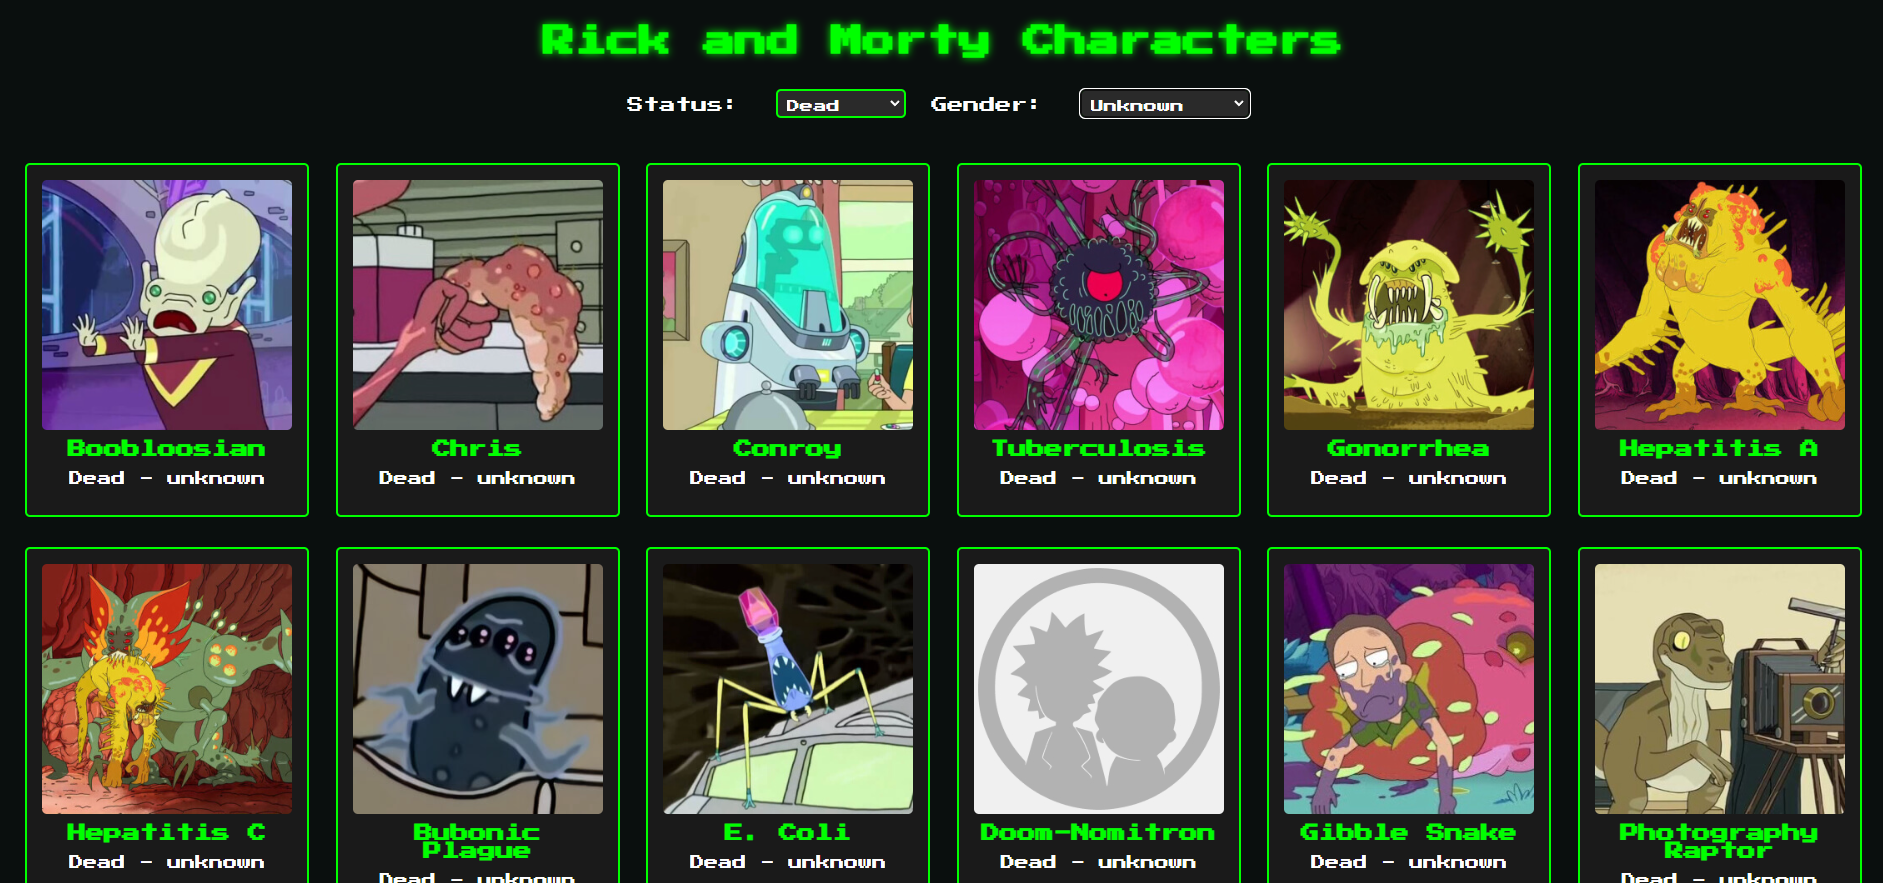 Rick and Morty Characters
Status: Dead Gender: Unknown
Boobloosian
Dead - unknown
Chris
Dead - unknown
Conroy
Dead - unknown
Tuberculosis
Dead - unknown
Gonorrhea
Dead - unknown
Hepatitis A
Dead - unknown
Hepatitis C
Dead - unknown
Bubonic
Plague
Dead - unknown
E. Coli
Dead - unknown
Doom-Nomitron
Dead - unknown
Gibble Snake
Dead - unknown
Photography
Raptor
Dead - unknown